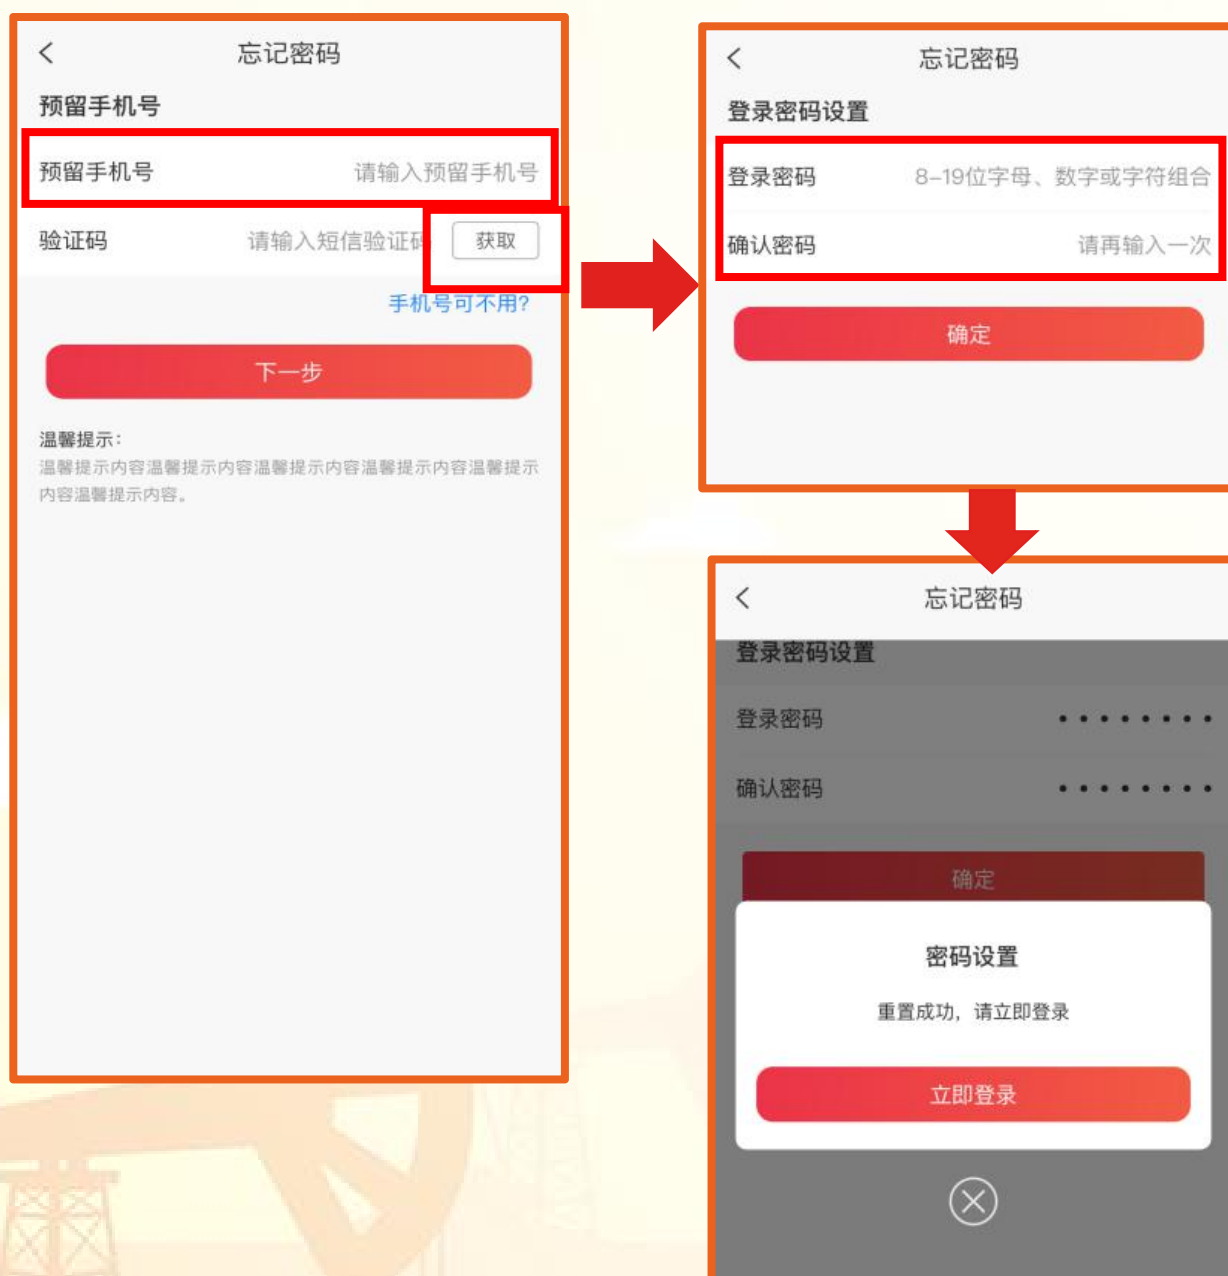 忘记密码
预留手机号
预留手机号 请输入预留手机号
验证码 请输入短信验证码 获取
手机号可不用?
下一步
温馨提示:
温馨提示内容温馨提示内容温馨提示内容温馨提示内容温馨提示
内容温馨提示内容。
忘记密码
登录密码设置
登录密码 8-19位字母、数字或字符组合
确认密码 请再输入一次
确定
忘记密码
登录密码设置
登录密码 ••••••••
确认密码 ••••••••
确定
密码设置
重置成功,请立即登录
立即登录